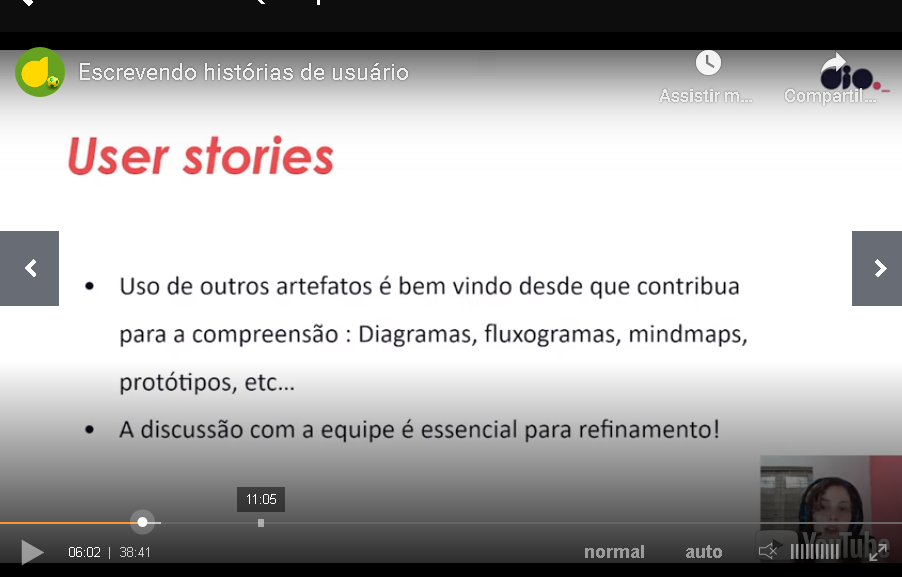 Escrevendo histórias de usuário
Assistir m...
Compartil...
dio._
User stories
• Uso de outros artefatos é bem vindo desde que contribua
para a compreensão : Diagramas, fluxogramas, mindmaps,
protótipos, etc...
• A discussão com a equipe é essencial para refinamento!
11:05
06:02 | 38:41
normal
auto
YouTube